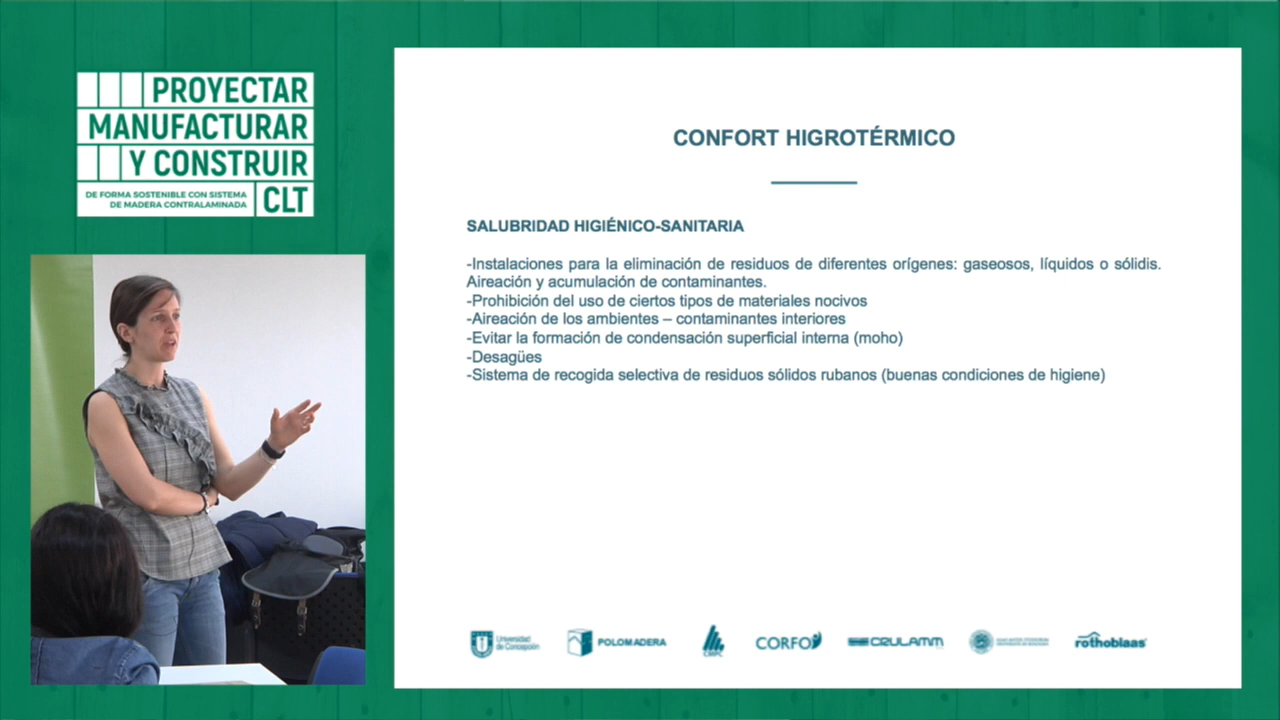 PROYECTAR
MANUFACTURAR
Y CONSTRUIR
DE FORMA SOSTENIBLE CON SISTEMA
DE MADERA CONTRALAMINADA
CLT
CONFORT HIGROTÉRMICO
SALUBRIDAD HIGIÉNICO-SANITARIA
-Instalaciones para la eliminación de residuos de diferentes orígenes: gaseosos, líquidos o sólidis.
Aireación y acumulación de contaminantes.
-Prohibición del uso de ciertos tipos de materiales nocivos
-Aireación de los ambientes – contaminantes interiores
-Evitar la formación de condensación superficial interna (moho)
-Desagües
-Sistema de recogida selectiva de residuos sólidos rubanos (buenas condiciones de higiene)
Universidad
de Concepción
POLOMADERA
CORFO
rothoblaas